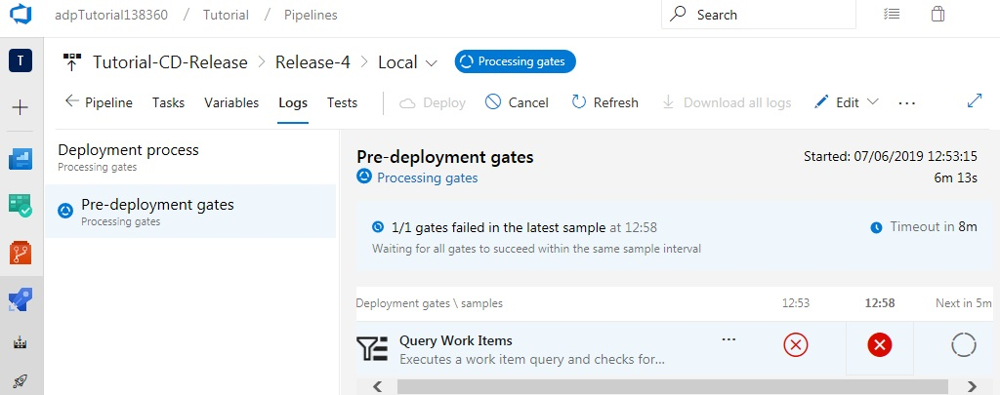 adpTutorial138360 / Tutorial / Pipelines
Search
T
Tutorial-CD-Release > Release-4 > Local
Processing gates
Pipeline Tasks Variables Logs Tests Deploy Cancel Refresh Download all logs Edit ...
Deployment process
Processing gates
Pre-deployment gates
Processing gates
Pre-deployment gates
Processing gates
Started: 07/06/2019 12:53:15
6m 13s
1/1 gates failed in the latest sample at 12:58
Waiting for all gates to succeed within the same sample interval
Timeout in 8m
Deployment gates \ samples 12:53 12:58 Next in 5m
Query Work Items ...
Executes a work item query and checks for...